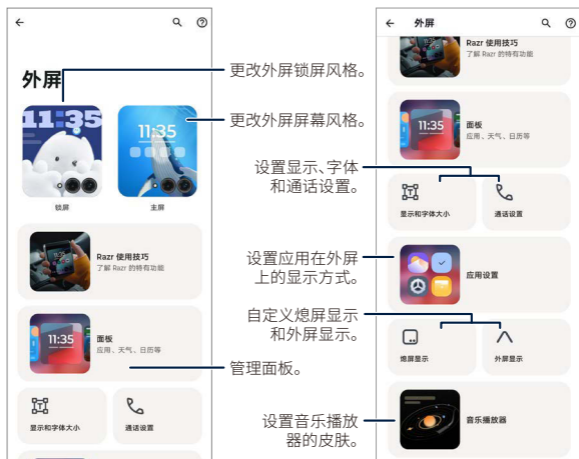 外屏
11:35
11:35
锁屏
主屏
Razr 使用技巧
了解 Razr 的特有功能
11:35
面板
应用、天气、日历等
显示和字体大小
通话设置
更改外屏锁屏风格。
更改外屏屏幕风格。
设置显示、字体
和通话设置。
设置应用在外屏
上的显示方式。
自定义熄屏显示
和外屏显示。
管理面板。
设置音乐播放
器的皮肤。
外屏
Razr 使用技巧
了解 Razr 的特有功能
11:35
面板
应用、天气、日历等
显示和字体大小
通话设置
应用设置
熄屏显示
外屏显示
音乐播放器